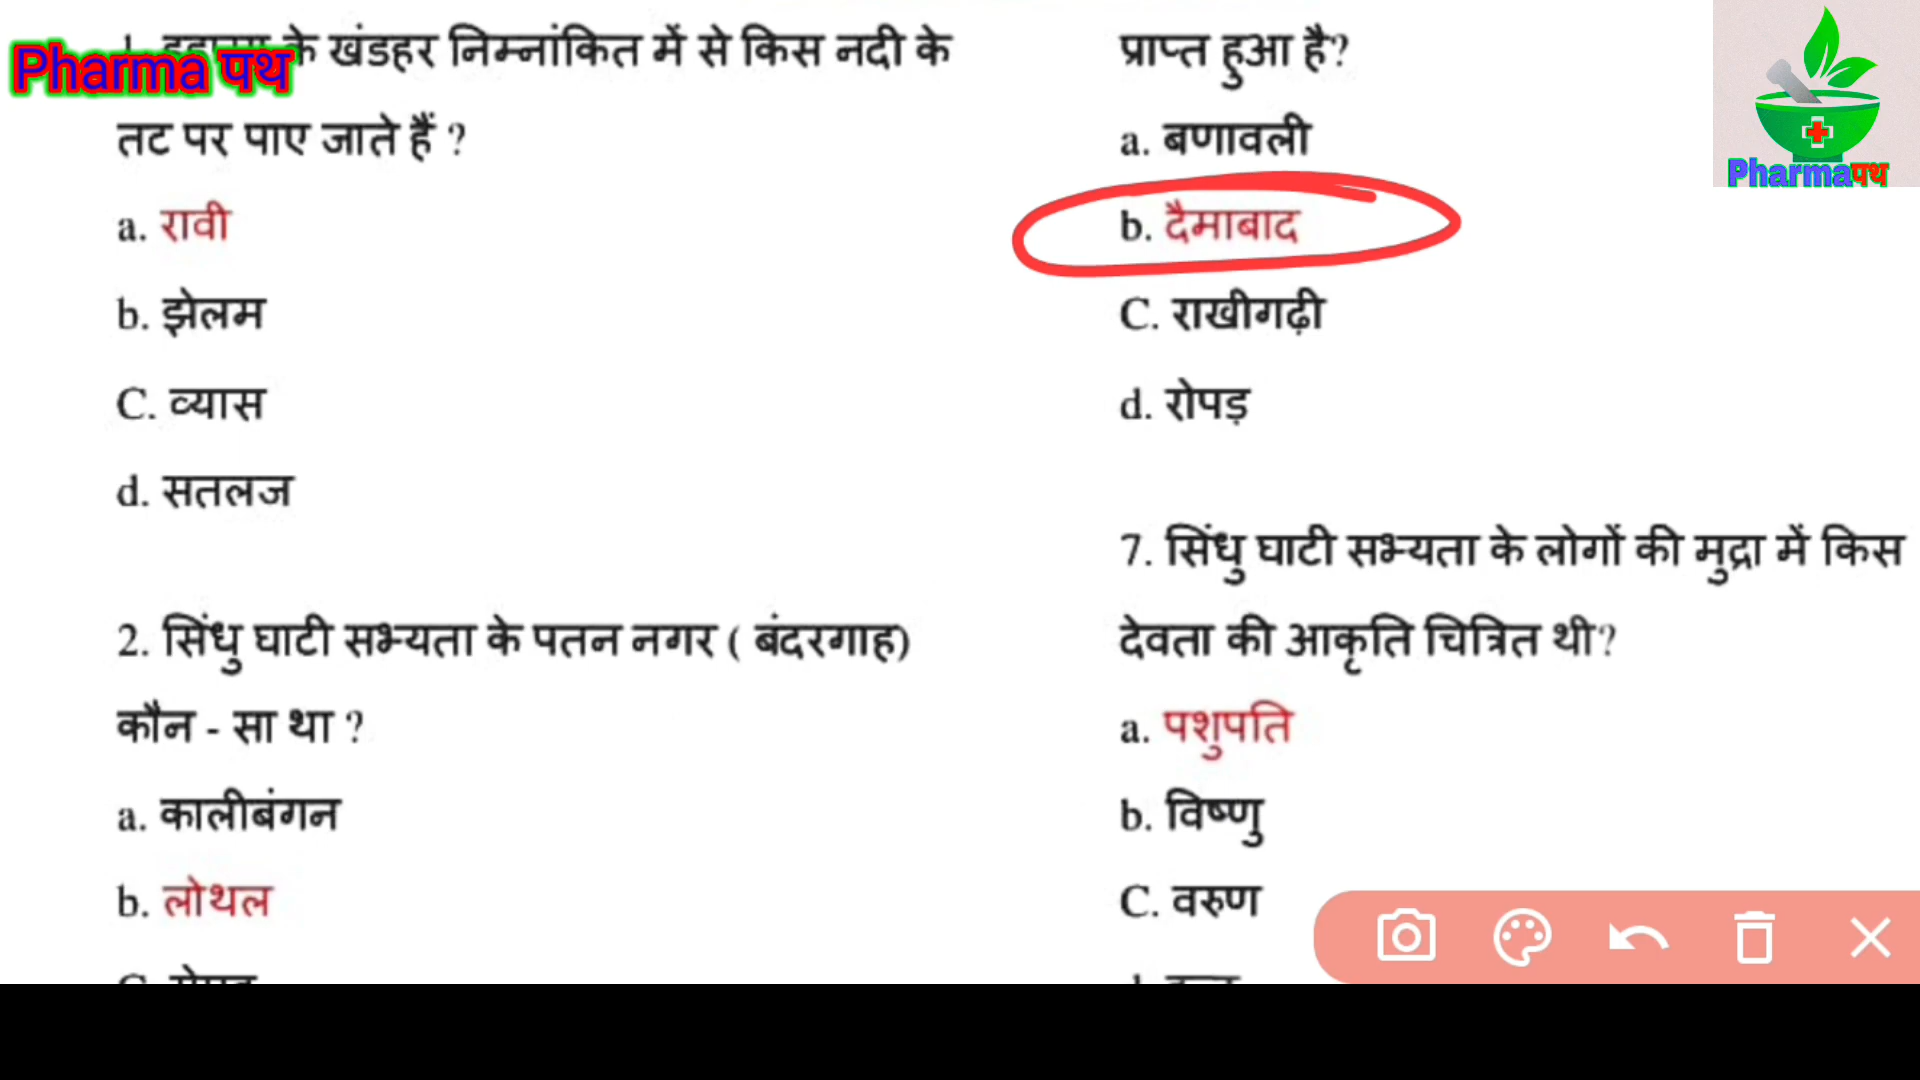 Pharma पथ
के खंडहर निम्नांकित में से किस नदी के
तट पर पाए जाते हैं ?
a. रावी
b. झेलम
C. व्यास
d. सतलज
2. सिंधु घाटी सभ्यता के पतन नगर ( बंदरगाह)
कौन - सा था ?
a. कालीबंगन
b. लोथल
प्राप्त हुआ है?
a. बणावली
b. दैमाबाद
C. राखीगढ़ी
d. रोपड़
7. सिंधु घाटी सभ्यता के लोगों की मुद्रा में किस
देवता की आकृति चित्रित थी?
a. पशुपति
b. विष्णु
C. वरुण
Pharmaपथ